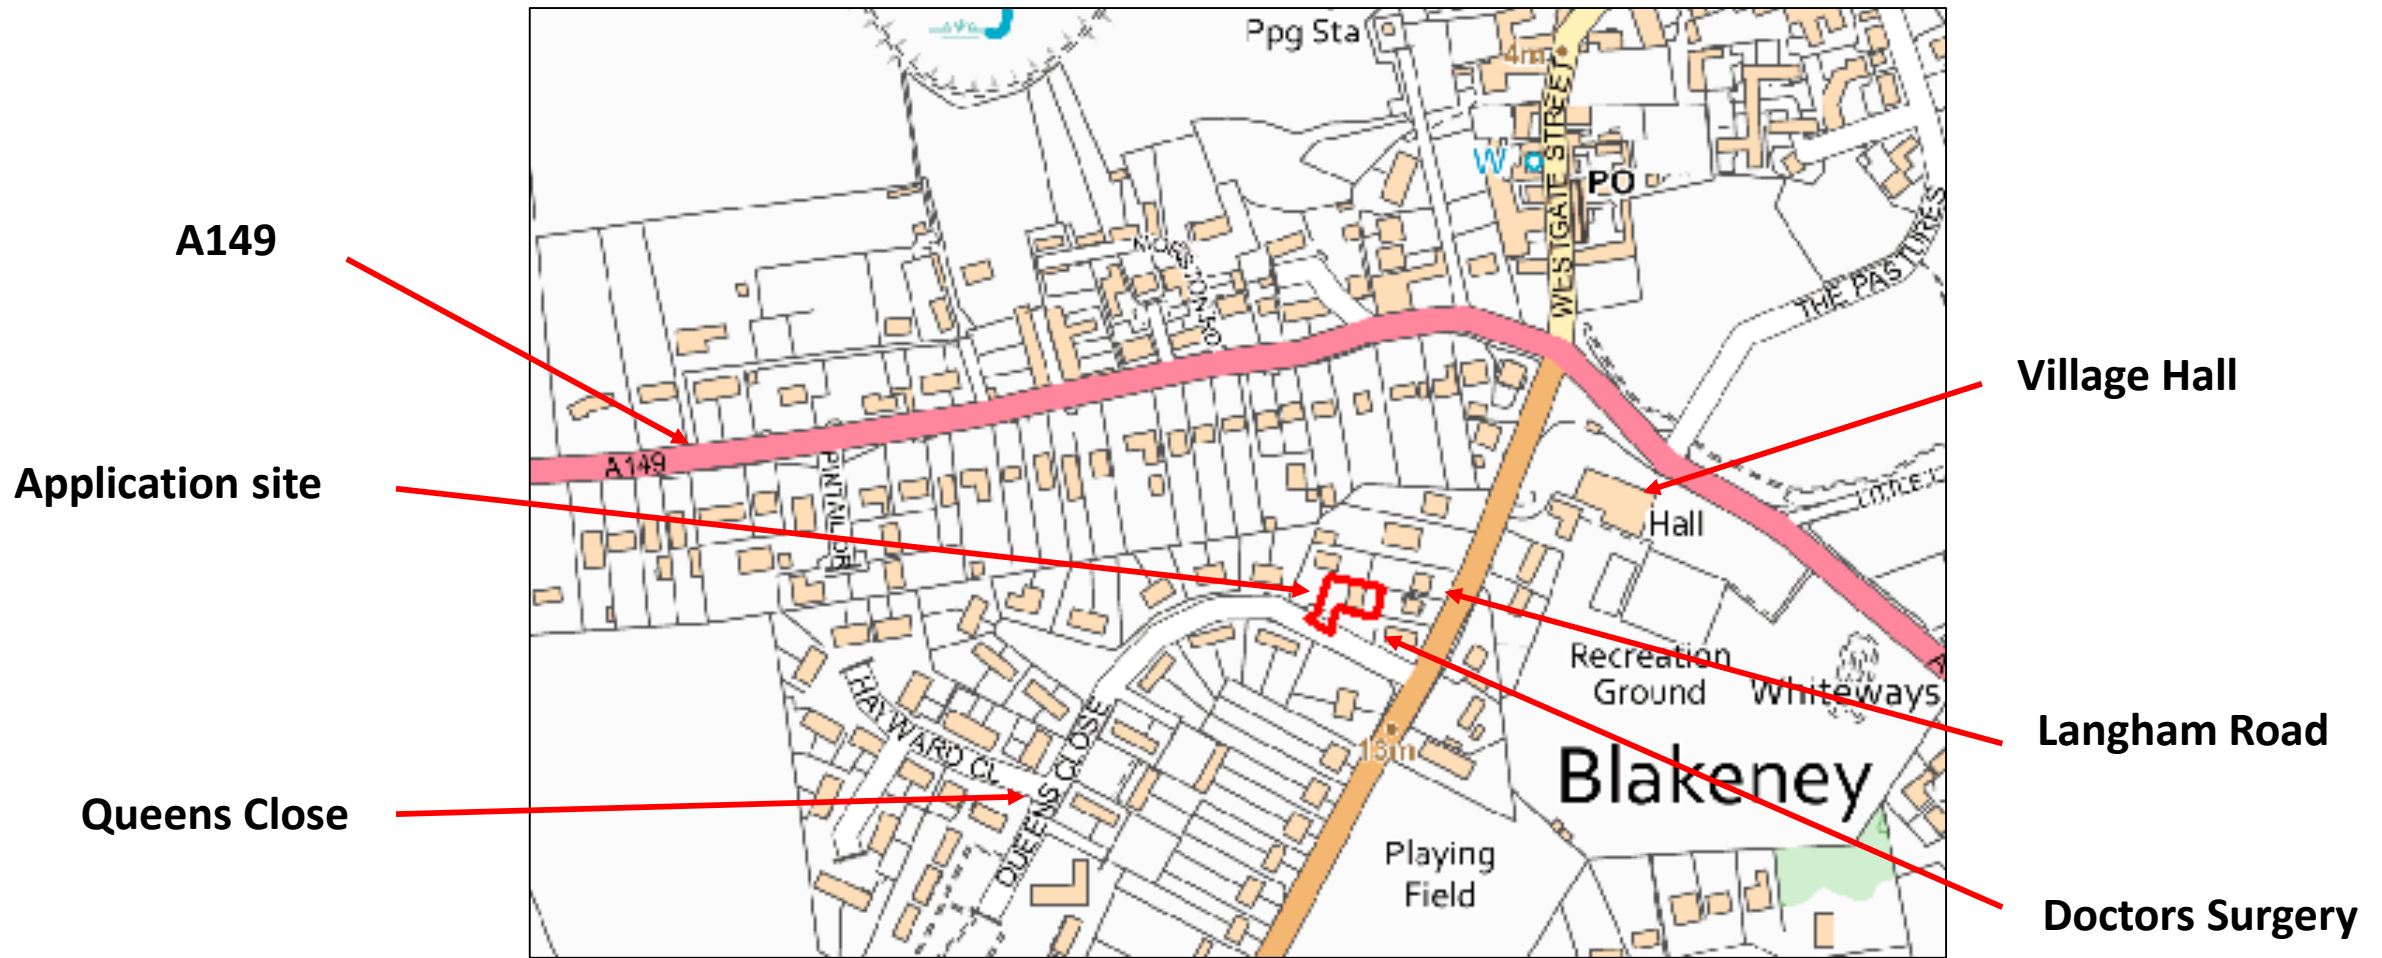 Ppg Sta
4m
WESTGATE STREET
W
PO
THE PASTURES
A149
A149
Village Hall
Application site
PINTAIL DR
Hall
Recreation
Ground
Whiteways
Langham Road
HAYWARD CL
QUEENS CLOSE
13m
Blakeney
Queens Close
Playing
Field
Doctors Surgery